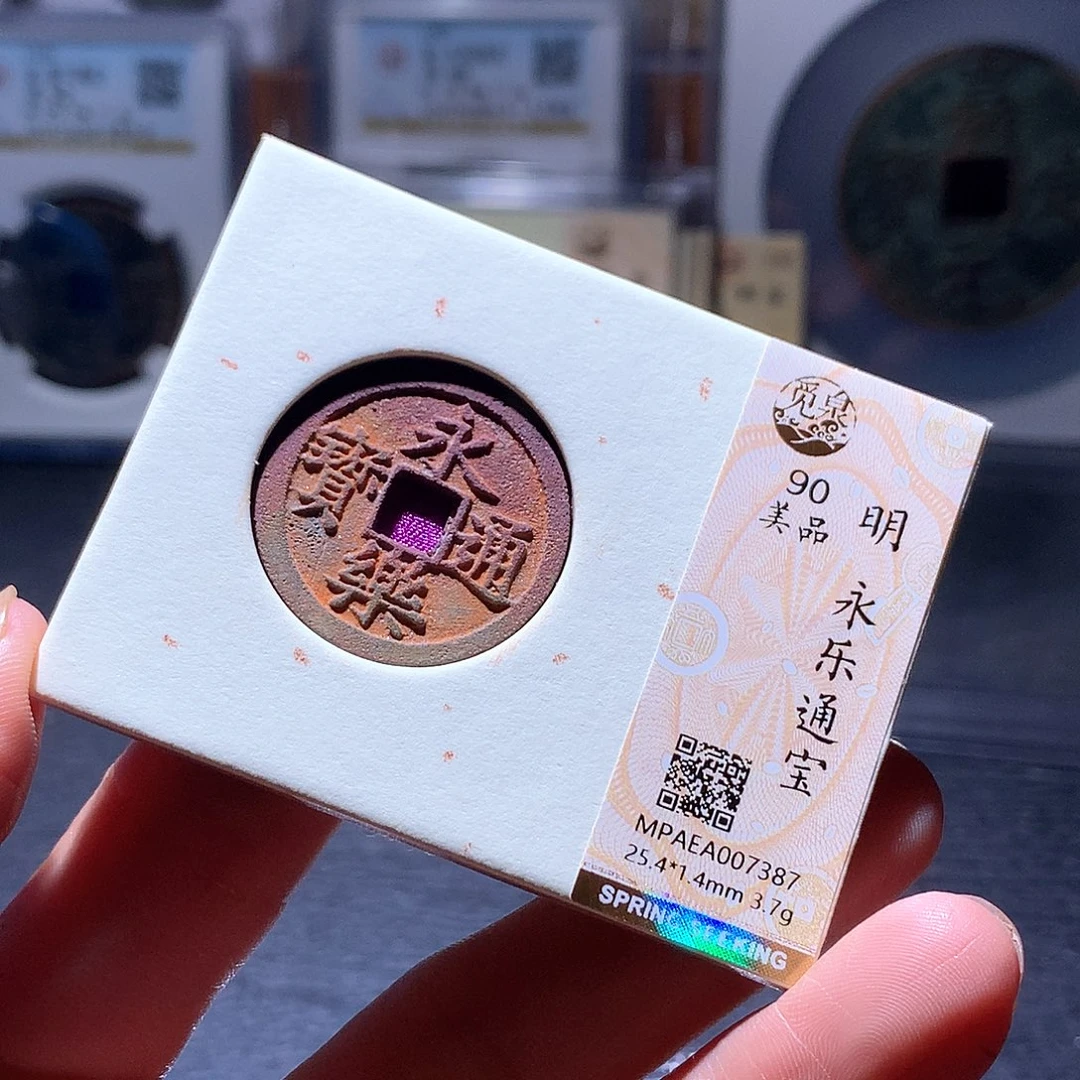 永樂通寶
覓泉
90
美品
明
永乐通宝
MPAEA007387
25.4*1.4mm 3.7g
SPRING SEEKING